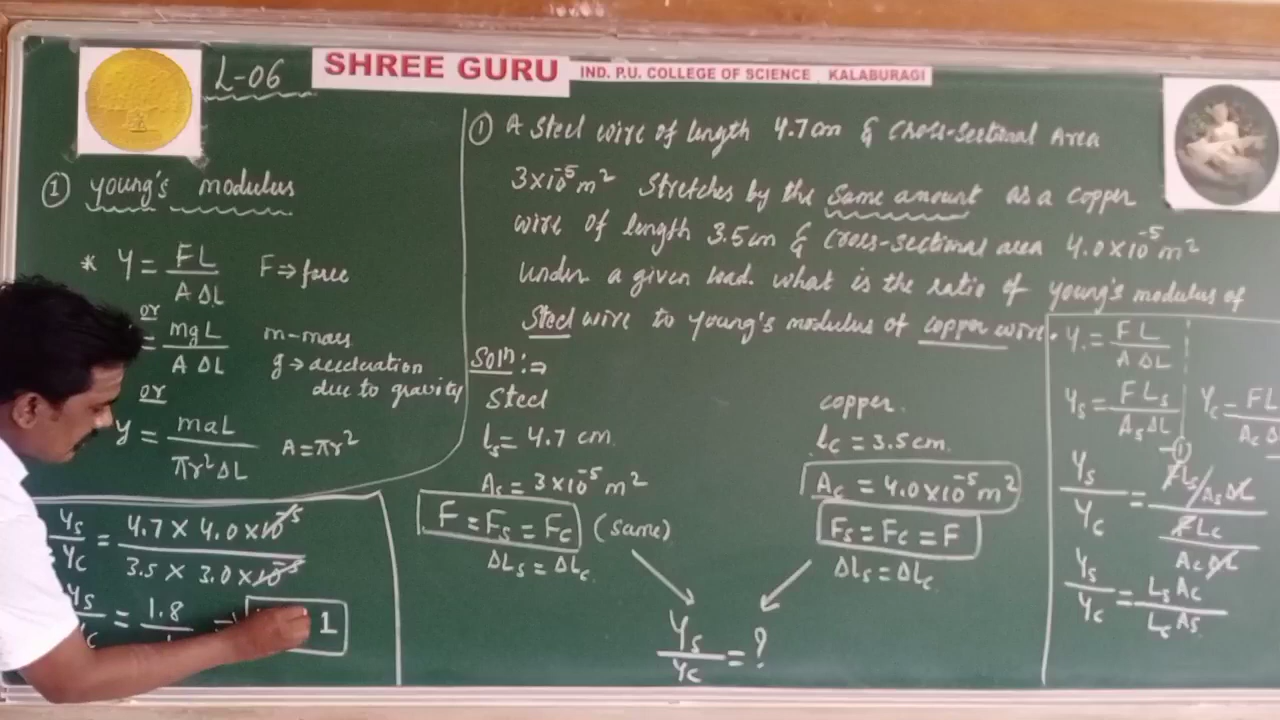 L-06
SHREE GURU IND. P.U. COLLEGE OF SCIENCE, KALABURAGI
① Young's modulus
* Y = FL / A ΔL F ⇒ force
or
= mgL / A ΔL m - mass
g → acceleration
due to gravity
or
Y = maL / πr² ΔL A = πr²
Ys / Yc = 4.7 × 4.0 × 10⁻⁵ / 3.5 × 3.0 × 10⁻⁵
Ys = 1.8 1
① A Steel wire of length 4.7 cm & Cross-Sectional Area
3×10⁻⁵ m² Stretches by the same amount as a copper
wire of length 3.5 cm & Cross-Sectional area 4.0×10⁻⁵ m²
under a given load. what is the ratio of young's modulus of
Steel wire to young's modulus of copper wire.
Soln :⇒
Steel
ls = 4.7 cm.
As = 3×10⁻⁵ m²
F = Fs = Fc (same)
ΔLs = ΔLc
copper.
lc = 3.5 cm.
Ac = 4.0×10⁻⁵ m²
Fs = Fc = F
ΔLs = ΔLc
Ys / Yc = ?
Y = FL / A ΔL
Ys = F Ls / As ΔL Yc = FL / Ac Δ
①
Ys / Yc = F Ls / As ΔL / F Lc / Ac ΔL
Ys / Yc = Ls Ac / Lc As